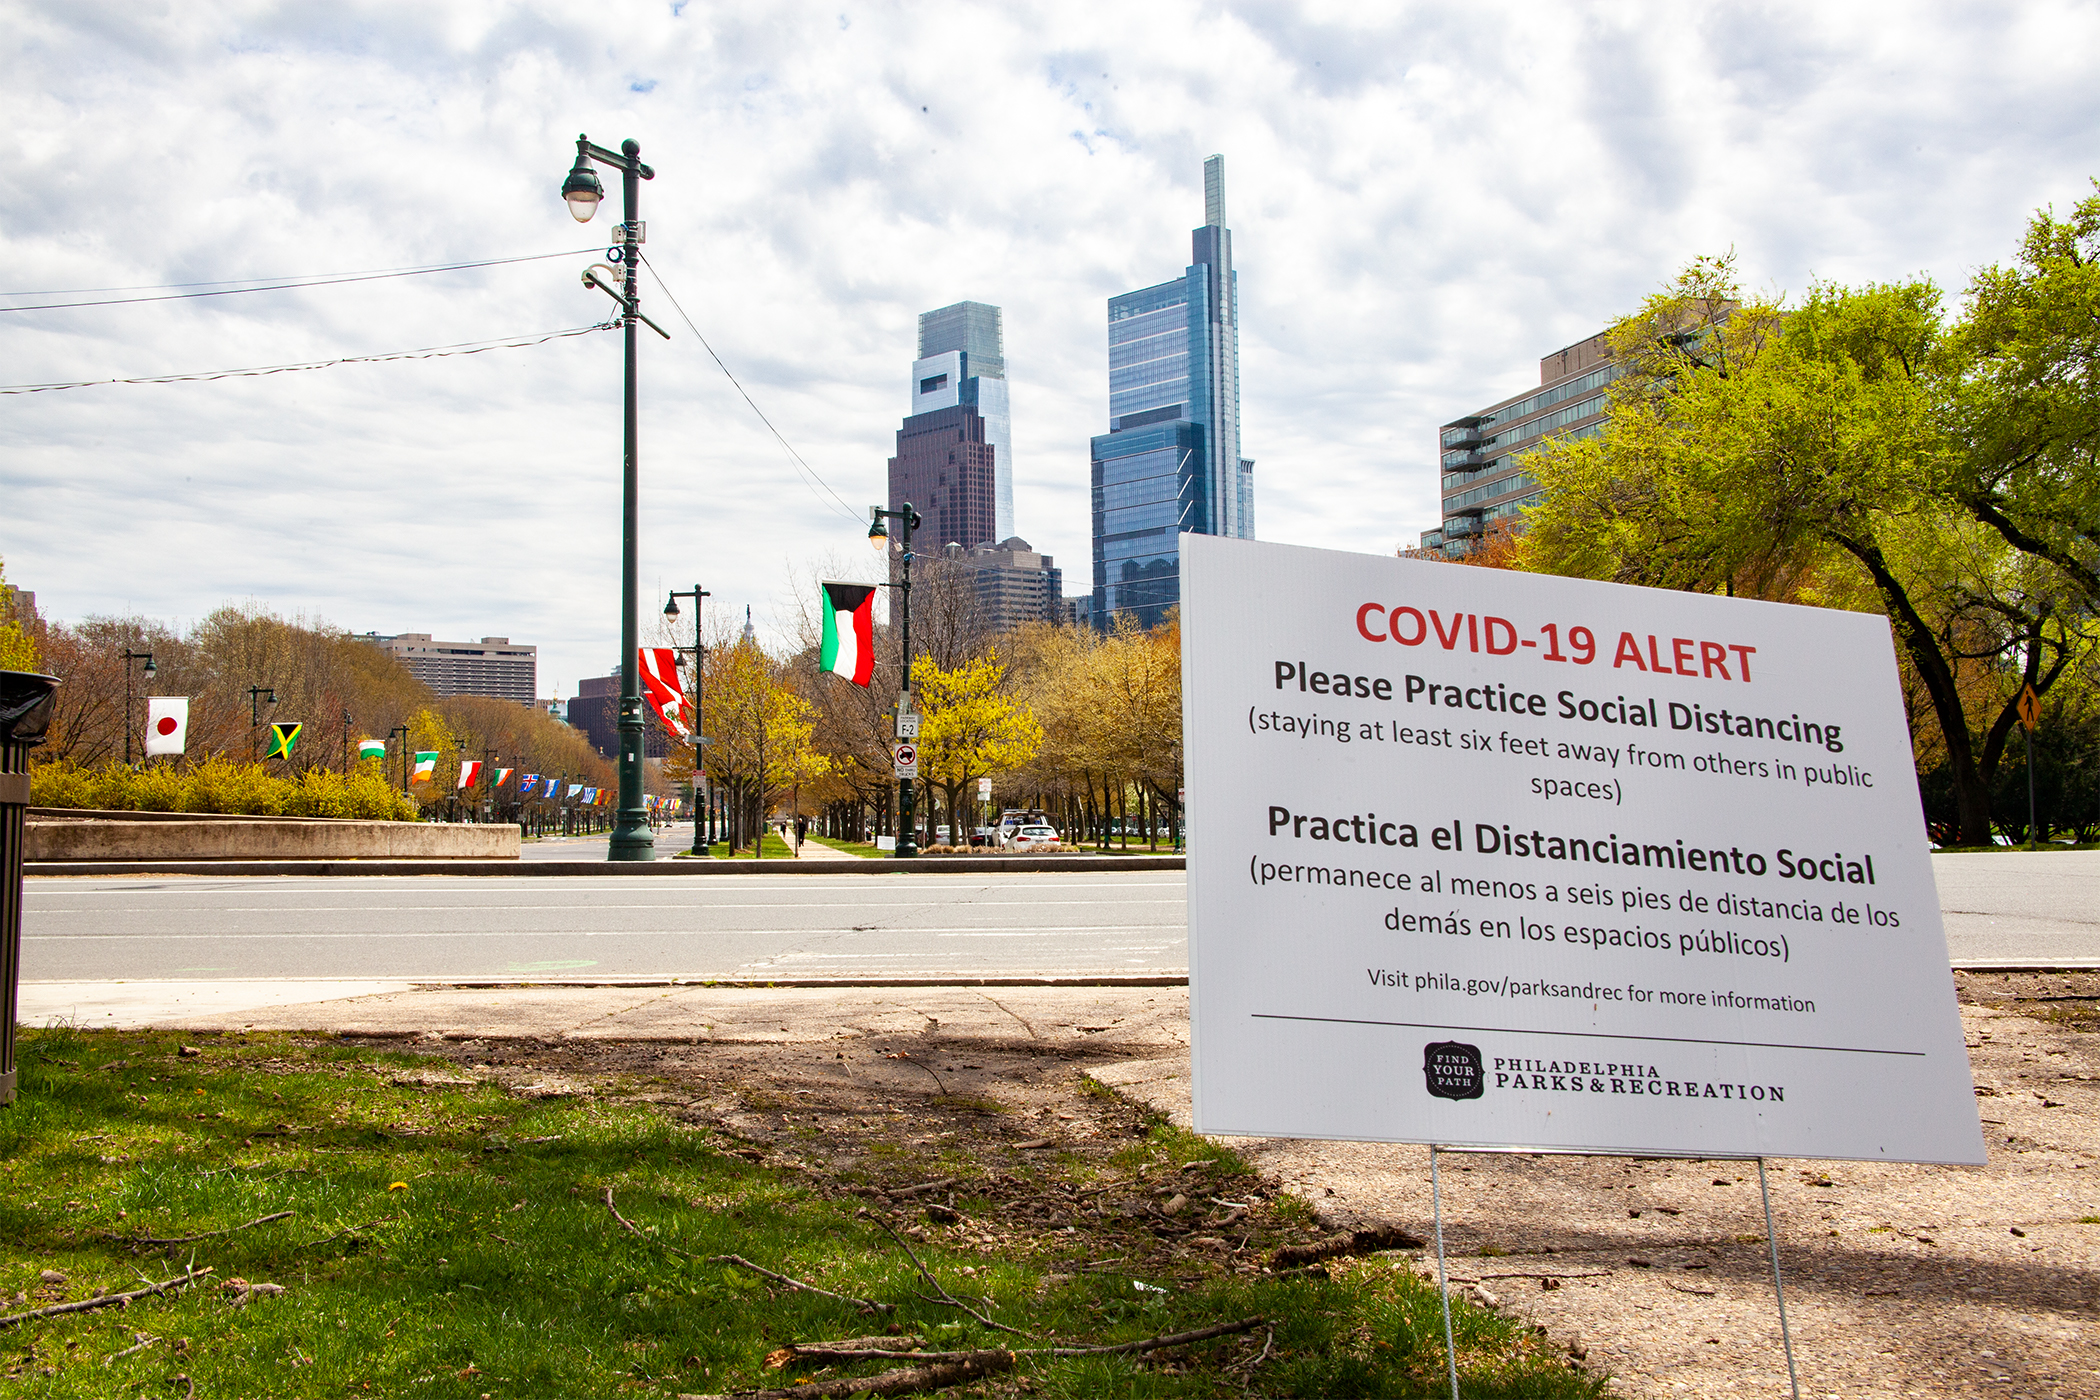 COVID-19 ALERT
Please Practice Social Distancing
(staying at least six feet away from others in public
spaces)
Practica el Distanciamiento Social
(permanece al menos a seis pies de distancia de los
demás en los espacios públicos)
Visit phila.gov/parksandrec for more information
FIND
YOUR
PATH
PHILADELPHIA
PARKS & RECREATION
F-2